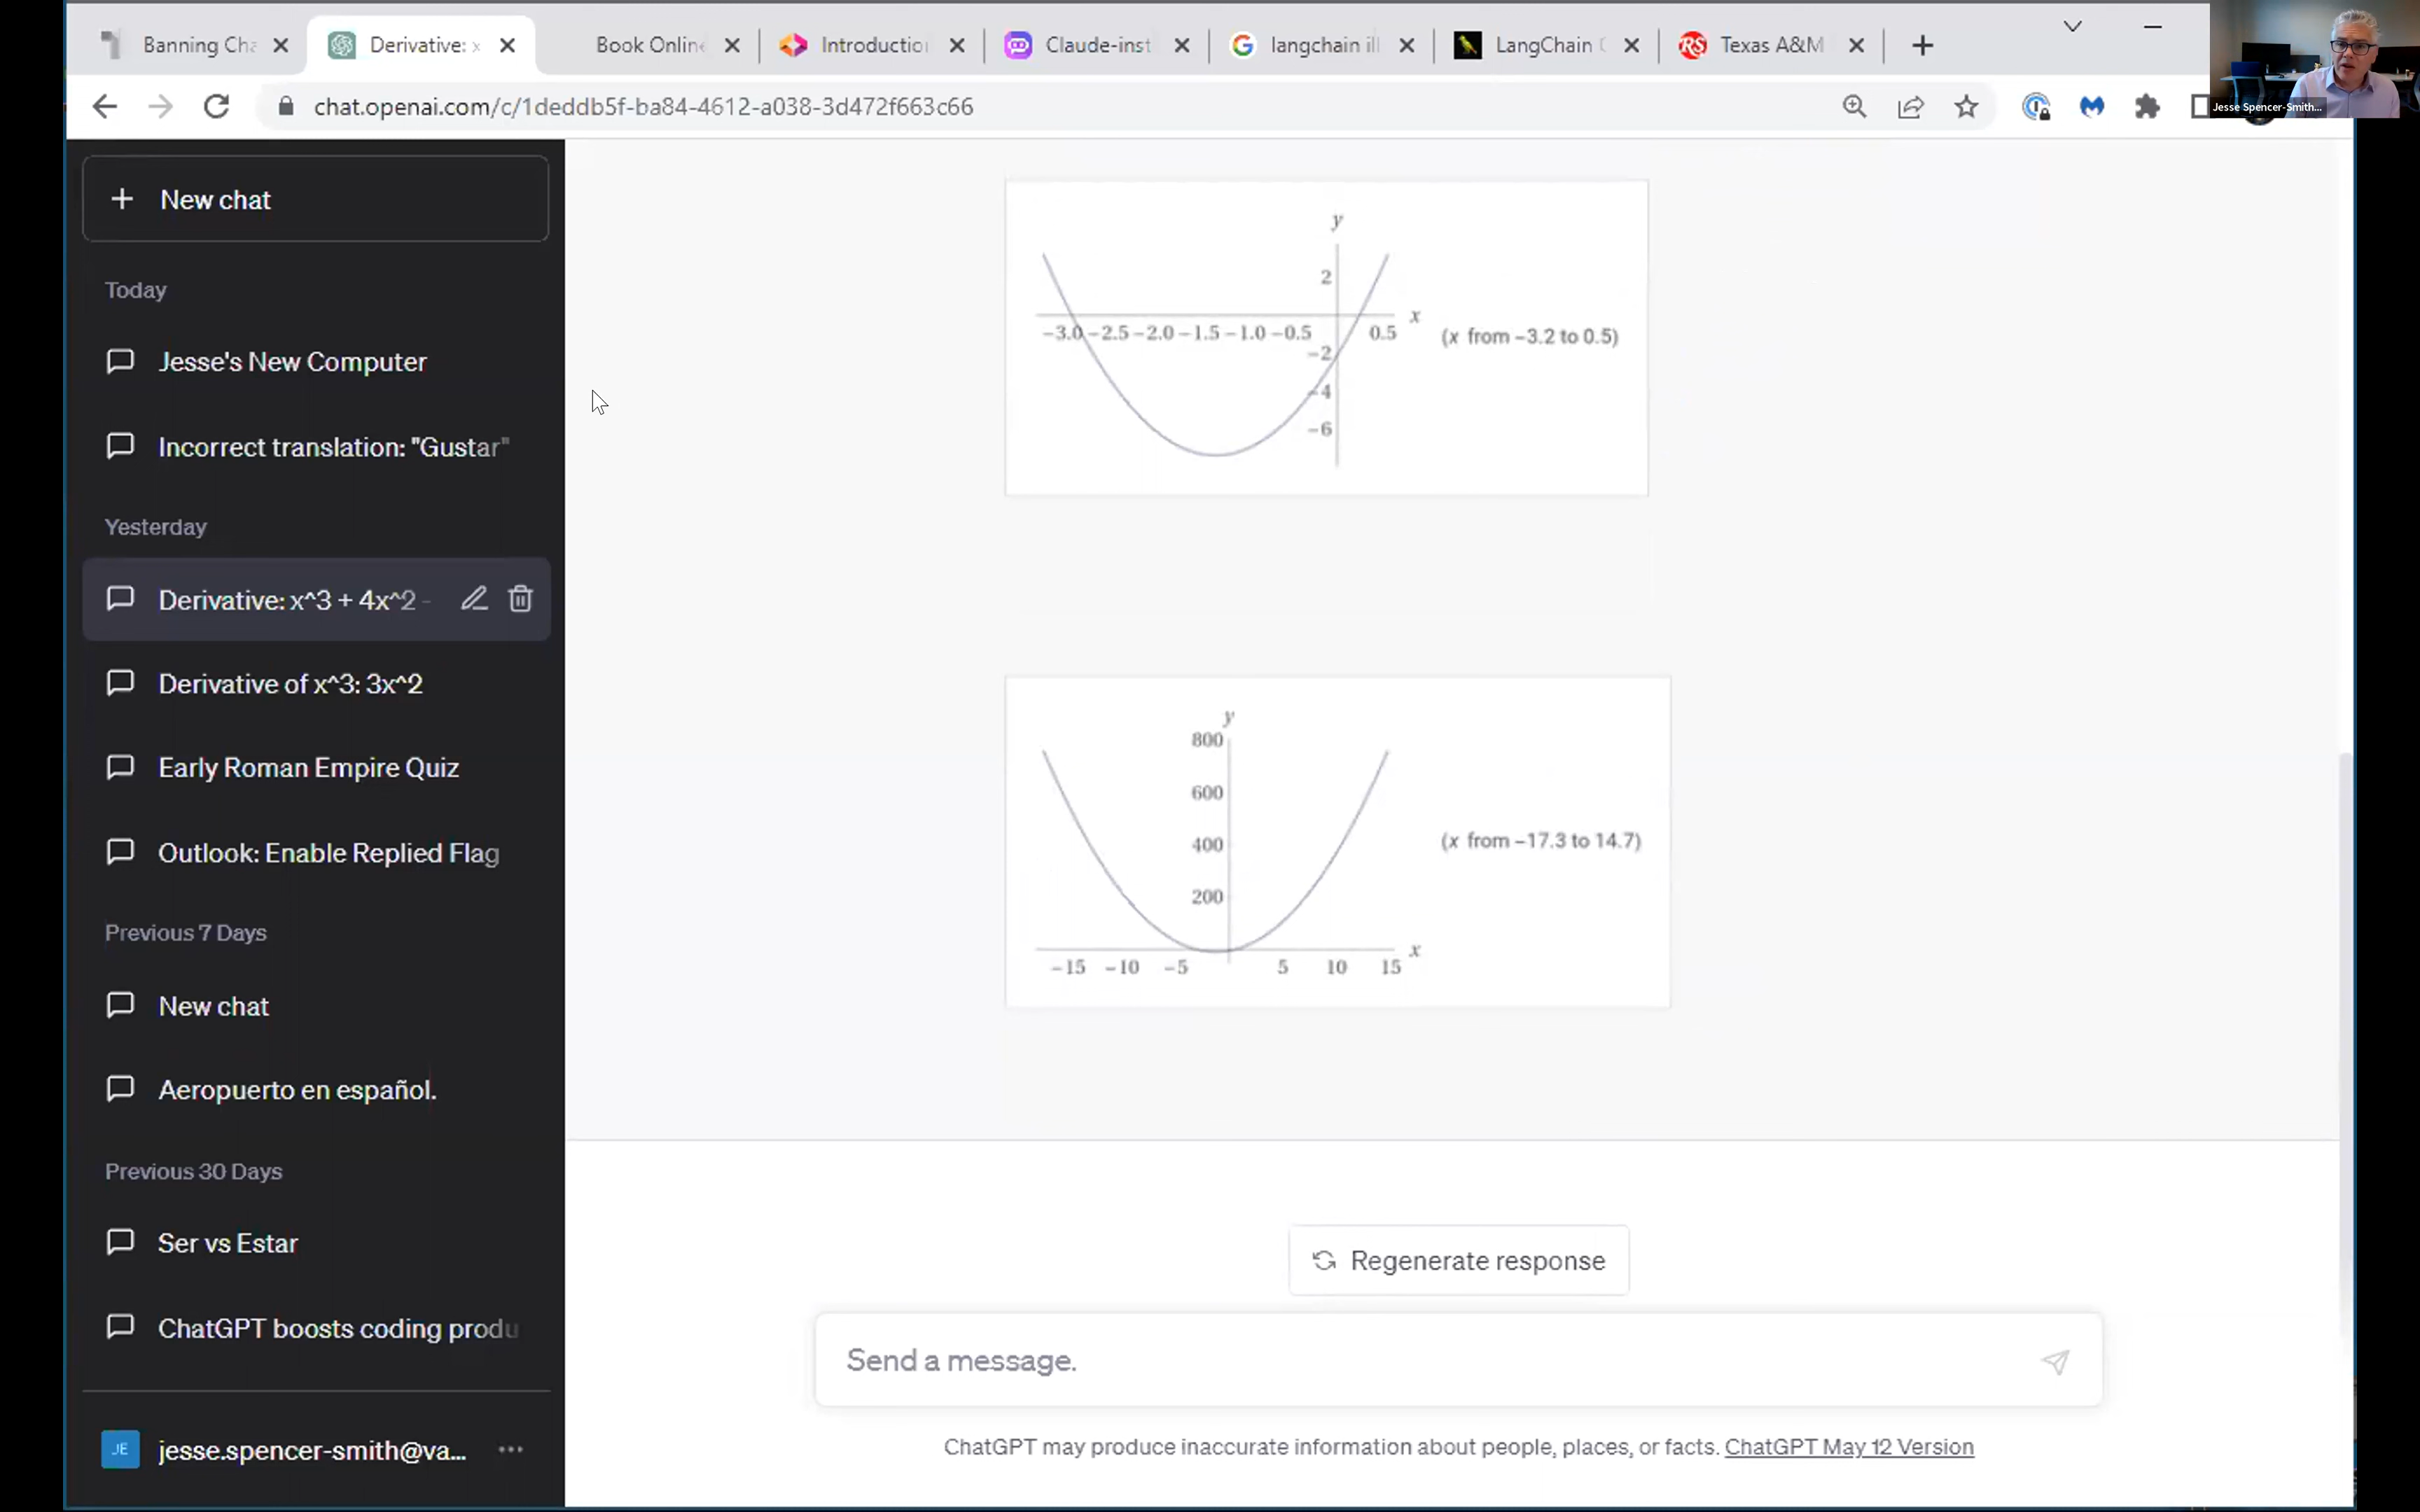 Banning Cha
Derivative: x
Book Online
Introduction
Claude-inst
langchain ill
LangChain
Texas A&M
chat.openai.com/c/1deddb5f-ba84-4612-a038-3d472f663c66
Jesse Spencer-Smith...
+ New chat
Today
Jesse's New Computer
Incorrect translation: "Gustar"
Yesterday
Derivative: x^3 + 4x^2 -
Derivative of x^3: 3x^2
Early Roman Empire Quiz
Outlook: Enable Replied Flag
Previous 7 Days
New chat
Aeropuerto en español.
Previous 30 Days
Ser vs Estar
ChatGPT boosts coding produ
JE jesse.spencer-smith@va... ···
y
2
x
−3.0 −2.5 −2.0 −1.5 −1.0 −0.5 0.5
(x from −3.2 to 0.5)
−2
−4
−6
y
800
600
(x from −17.3 to 14.7)
400
200
x
−15 −10 −5 5 10 15
Regenerate response
Send a message.
ChatGPT may produce inaccurate information about people, places, or facts. ChatGPT May 12 Version